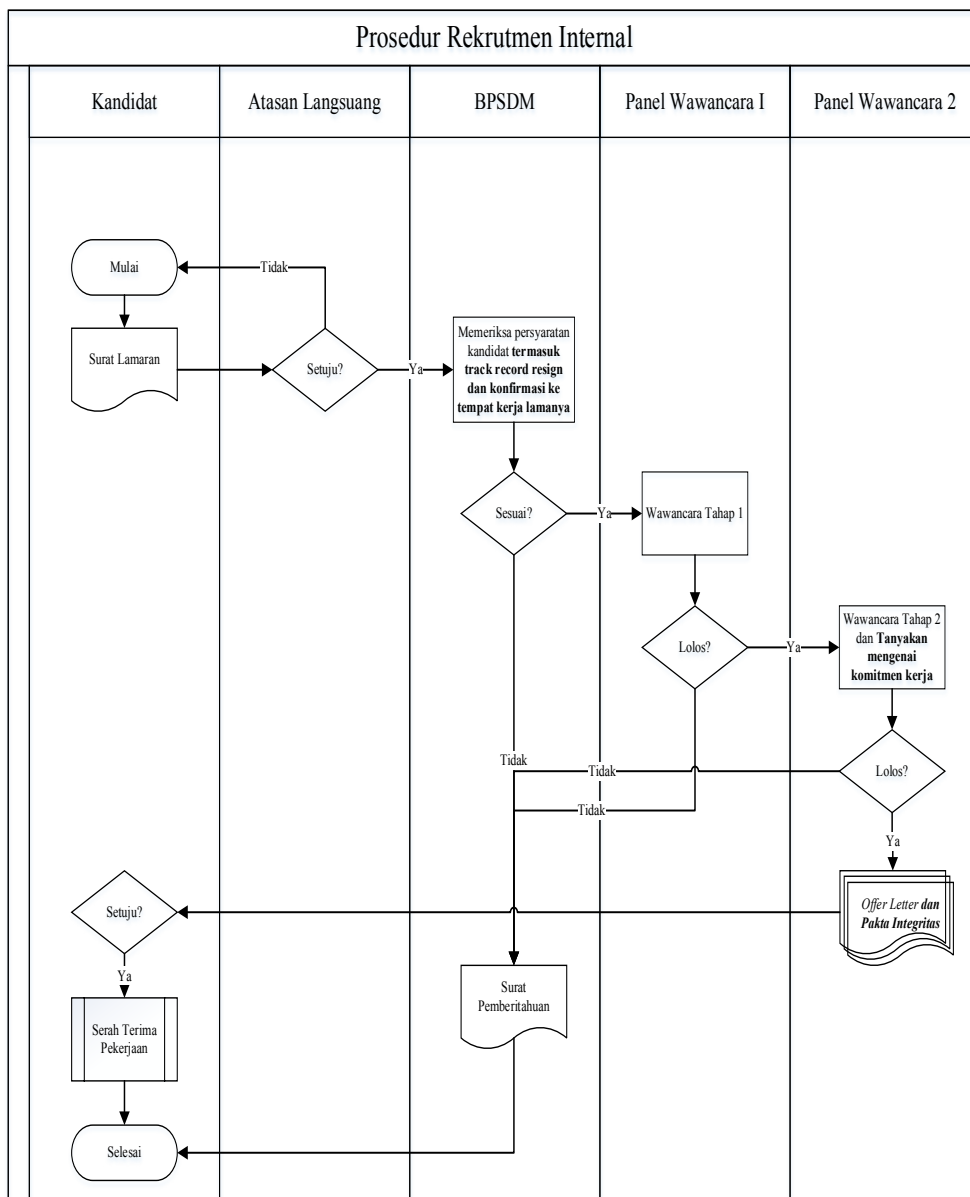 Prosedur Rekrutmen Internal
Kandidat
Atasan Langsuang
BPSDM
Panel Wawancara I
Panel Wawancara 2
Mulai
Tidak
Surat Lamaran
Setuju?
Ya
Memeriksa persyaratan
kandidat termasuk
track record resign
dan konfirmasi ke
tempat kerja lamanya
Sesuai?
Ya
Wawancara Tahap 1
Lolos?
Ya
Wawancara Tahap 2
dan Tanyakan
mengenai
komitmen kerja
Tidak
Tidak
Lolos?
Tidak
Ya
Setuju?
Offer Letter dan
Pakta Integritas
Ya
Surat
Pemberitahuan
Serah Terima
Pekerjaan
Selesai